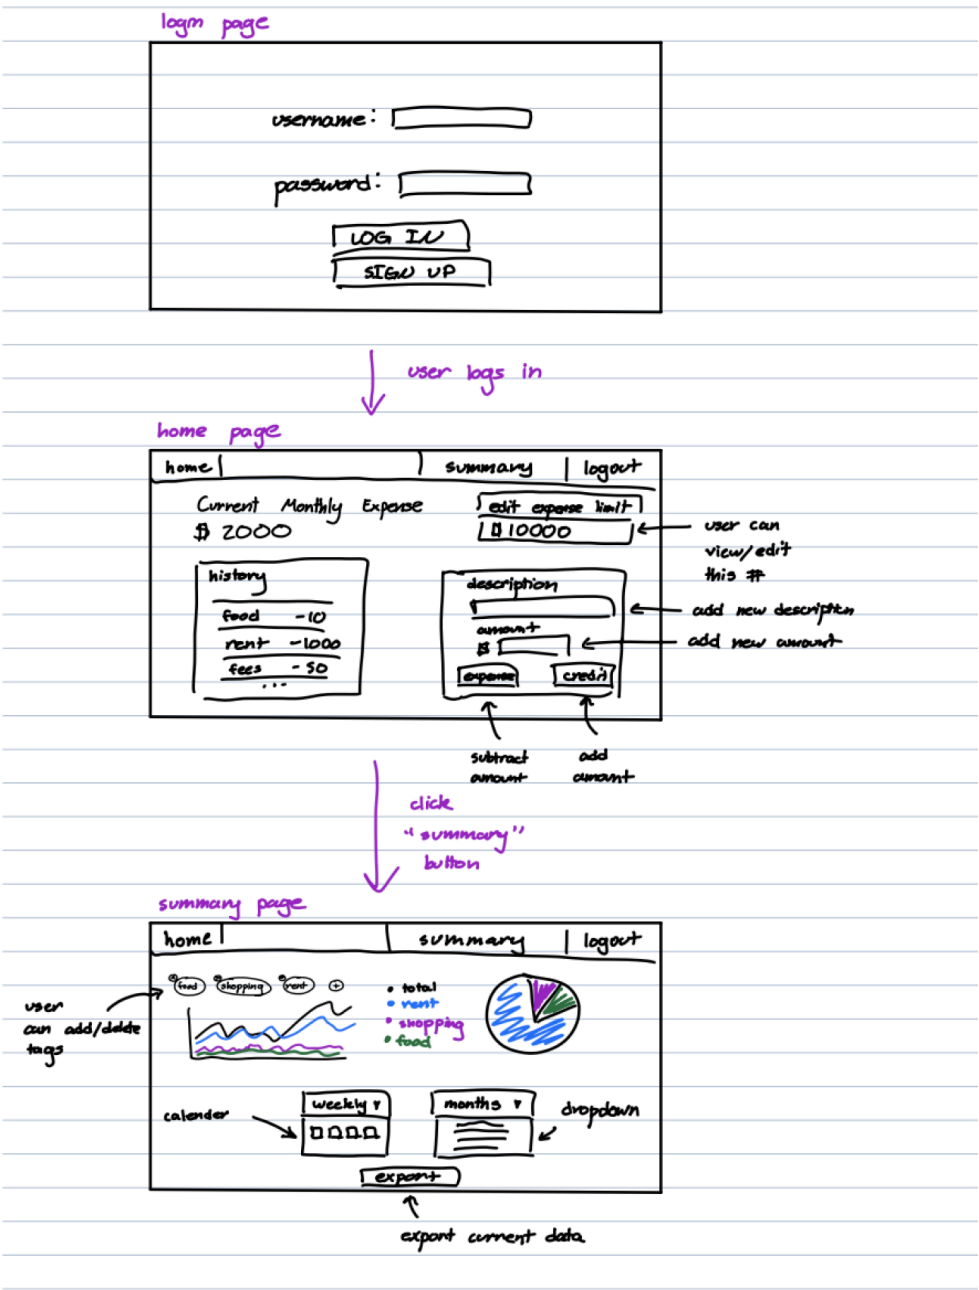 login page
username:
password:
LOG IN
SIGN UP
user logs in
home page
home summary logout
Current Monthly Expense
$ 2000
edit expense limit
$ 10000
user can
view/edit
this #
history
food -10
rent -1000
fees -50
...
description
add new description
amount
$
add new amount
expense credit
subtract
amount
add
amount
click
"summary"
button
summary page
home summary logout
user
can add/delete
tags
x food x shopping - rent +
• total
• rent
• shopping
• food
calender
weekly ▾
months ▾
dropdown
export
export current data